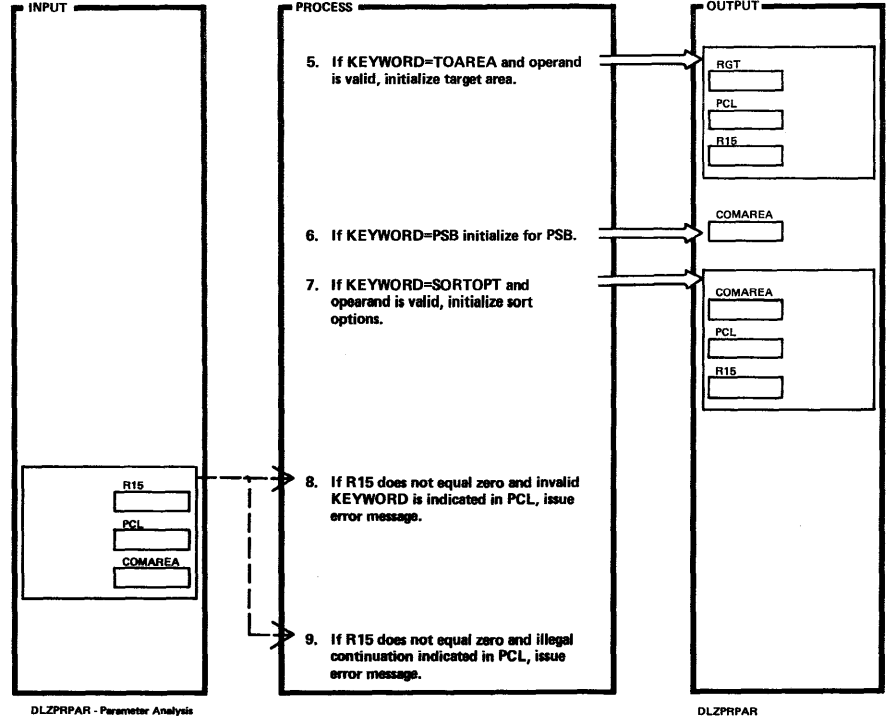 INPUT
PROCESS
OUTPUT
5. If KEYWORD=TOAREA and operand
is valid, initialize target area.
RGT
PCL
R15
6. If KEYWORD=PSB initialize for PSB.
COMAREA
7. If KEYWORD=SORTOPT and
opearand is valid, initialize sort
options.
COMAREA
PCL
R15
R15
PCL
COMAREA
8. If R15 does not equal zero and invalid
KEYWORD is indicated in PCL, issue
error message.
9. If R15 does not equal zero and illegal
continuation indicated in PCL, issue
error message.
DLZPRPAR - Parameter Analysis
DLZPRPAR